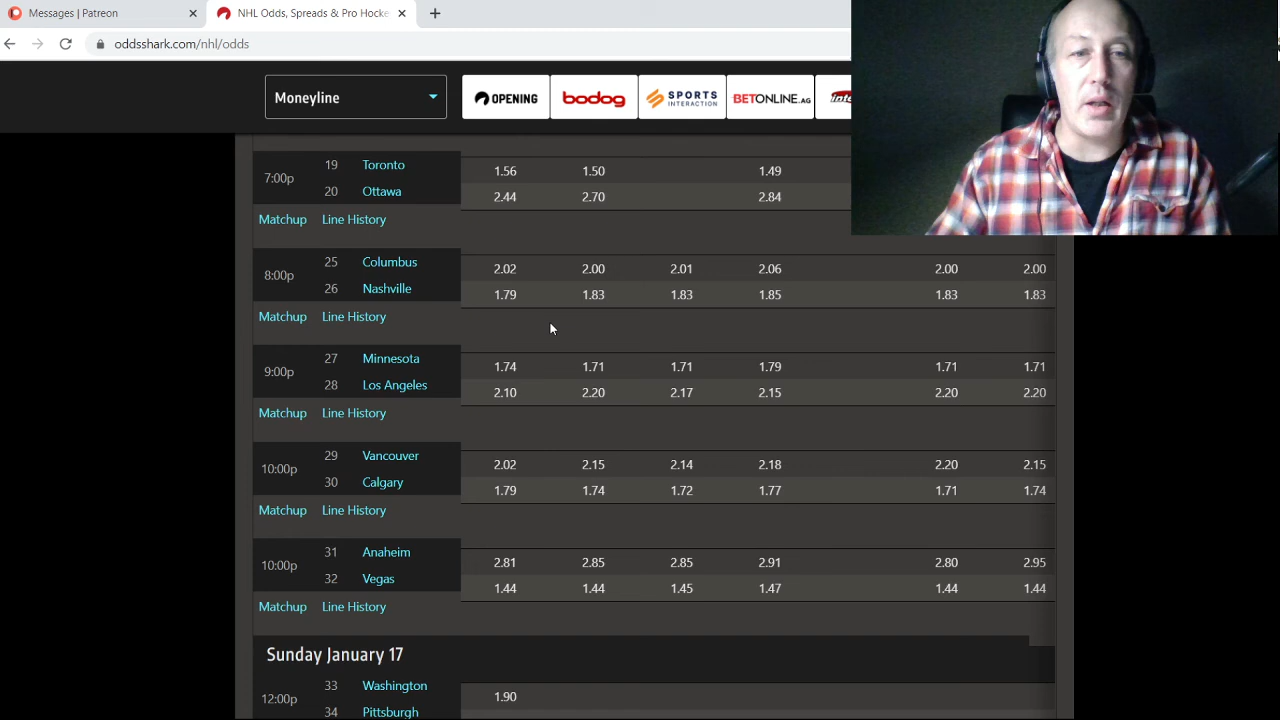 Messages | Patreon
NHL Odds, Spreads & Pro Hocke
oddsshark.com/nhl/odds
Moneyline
OPENING
bodog
SPORTS
INTERACTION
BETONLINE.AG
7:00p
19 Toronto 1.56 1.50 1.49
20 Ottawa 2.44 2.70 2.84
Matchup Line History
8:00p
25 Columbus 2.02 2.00 2.01 2.06 2.00 2.00
26 Nashville 1.79 1.83 1.83 1.85 1.83 1.83
Matchup Line History
9:00p
27 Minnesota 1.74 1.71 1.71 1.79 1.71 1.71
28 Los Angeles 2.10 2.20 2.17 2.15 2.20 2.20
Matchup Line History
10:00p
29 Vancouver 2.02 2.15 2.14 2.18 2.20 2.15
30 Calgary 1.79 1.74 1.72 1.77 1.71 1.74
Matchup Line History
10:00p
31 Anaheim 2.81 2.85 2.85 2.91 2.80 2.95
32 Vegas 1.44 1.44 1.45 1.47 1.44 1.44
Matchup Line History
Sunday January 17
12:00p
33 Washington 1.90
34 Pittsburgh